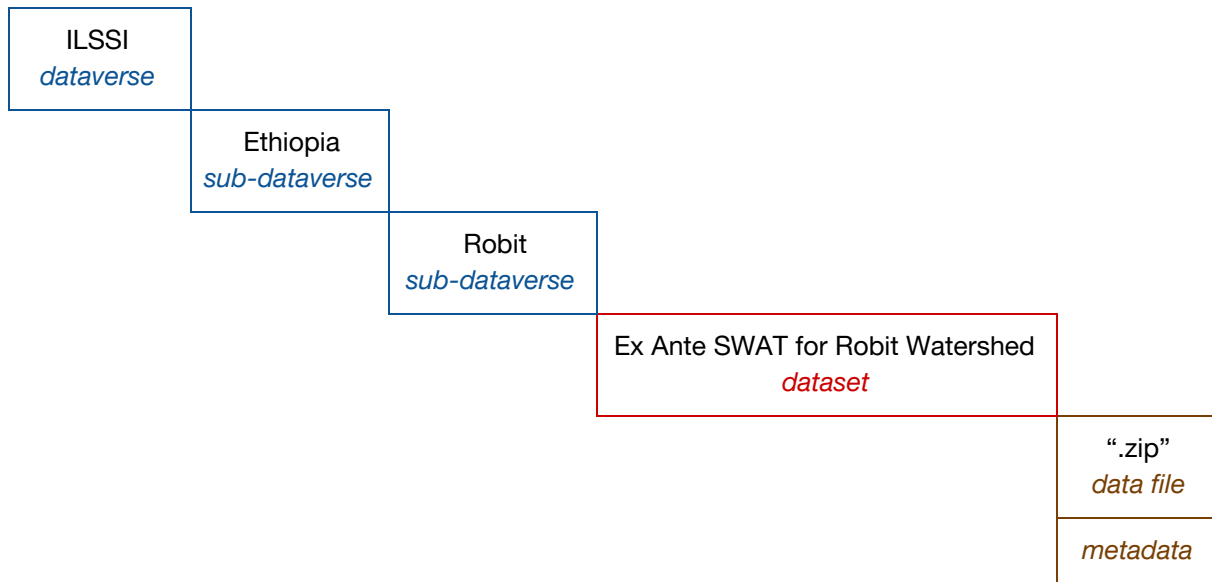 ILSSI
dataverse
Ethiopia
sub-dataverse
Robit
sub-dataverse
Ex Ante SWAT for Robit Watershed
dataset
“.zip”
data file
metadata